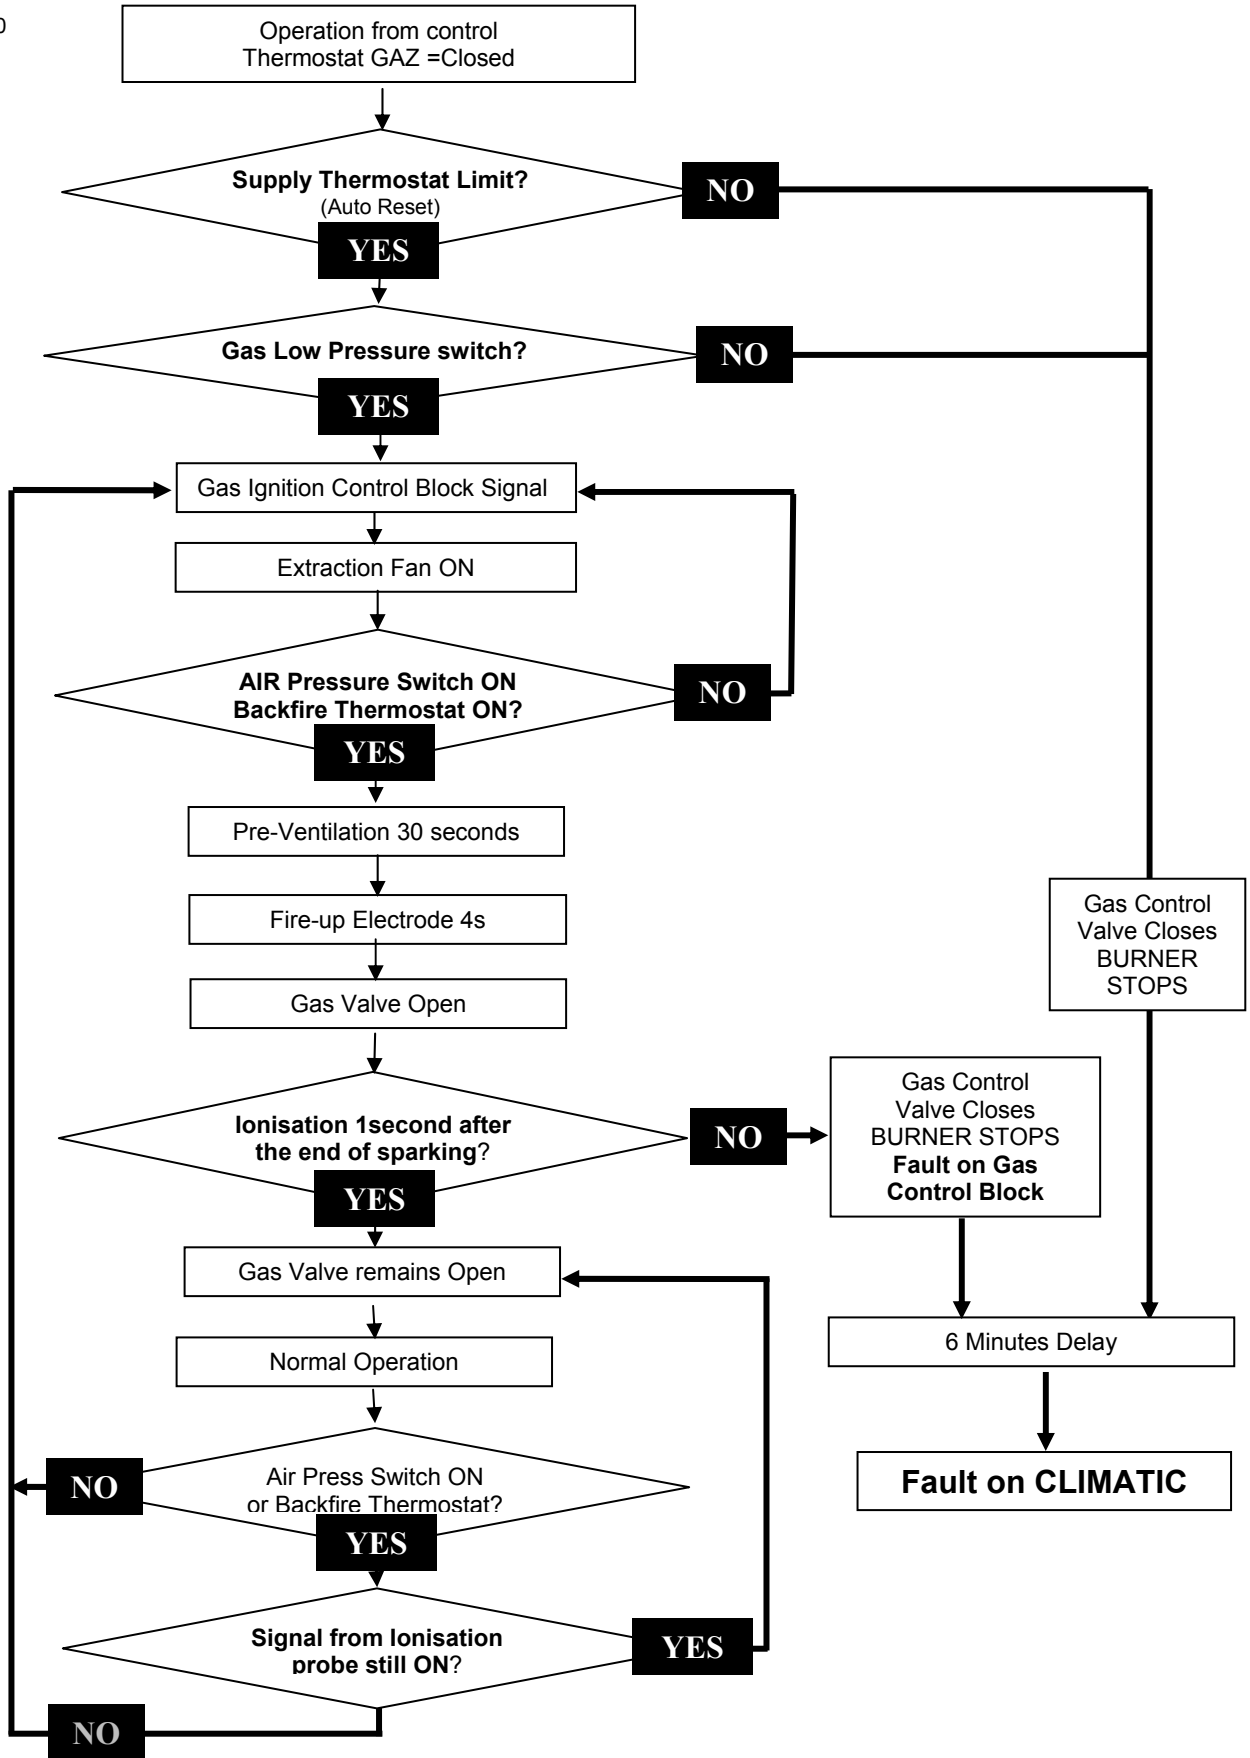 0
Operation from control
Thermostat GAZ =Closed
Supply Thermostat Limit?
(Auto Reset)
NO
YES
Gas Low Pressure switch?
NO
YES
Gas Ignition Control Block Signal
Extraction Fan ON
AIR Pressure Switch ON
Backfire Thermostat ON?
NO
YES
Pre-Ventilation 30 seconds
Fire-up Electrode 4s
Gas Valve Open
Gas Control
Valve Closes
BURNER
STOPS
Ionisation 1second after
the end of sparking?
NO
YES
Gas Control
Valve Closes
BURNER STOPS
Fault on Gas
Control Block
Gas Valve remains Open
Normal Operation
6 Minutes Delay
Fault on CLIMATIC
Air Press Switch ON
or Backfire Thermostat?
NO
YES
Signal from Ionisation
probe still ON?
YES
NO